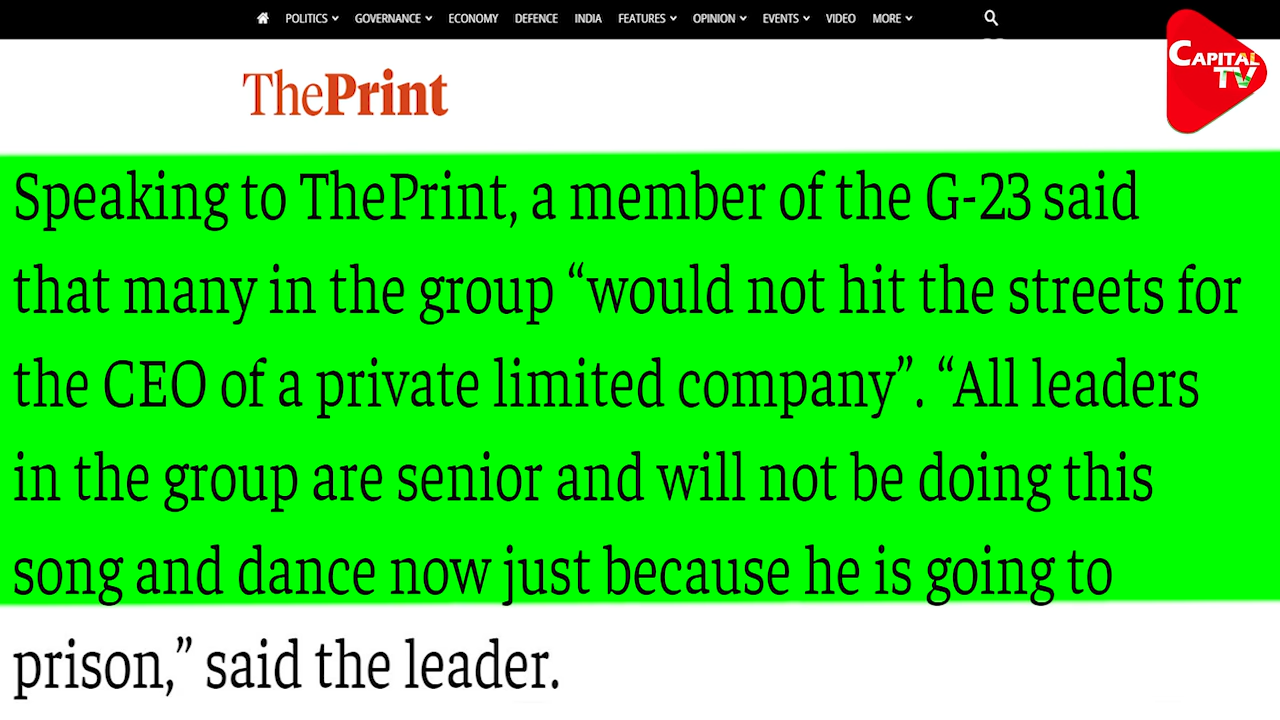 POLITICS GOVERNANCE ECONOMY DEFENCE INDIA FEATURES OPINION EVENTS VIDEO MORE
CAPITAL
TV
ThePrint
Speaking to ThePrint, a member of the G-23 said
that many in the group “would not hit the streets for
the CEO of a private limited company”. “All leaders
in the group are senior and will not be doing this
song and dance now just because he is going to
prison,” said the leader.